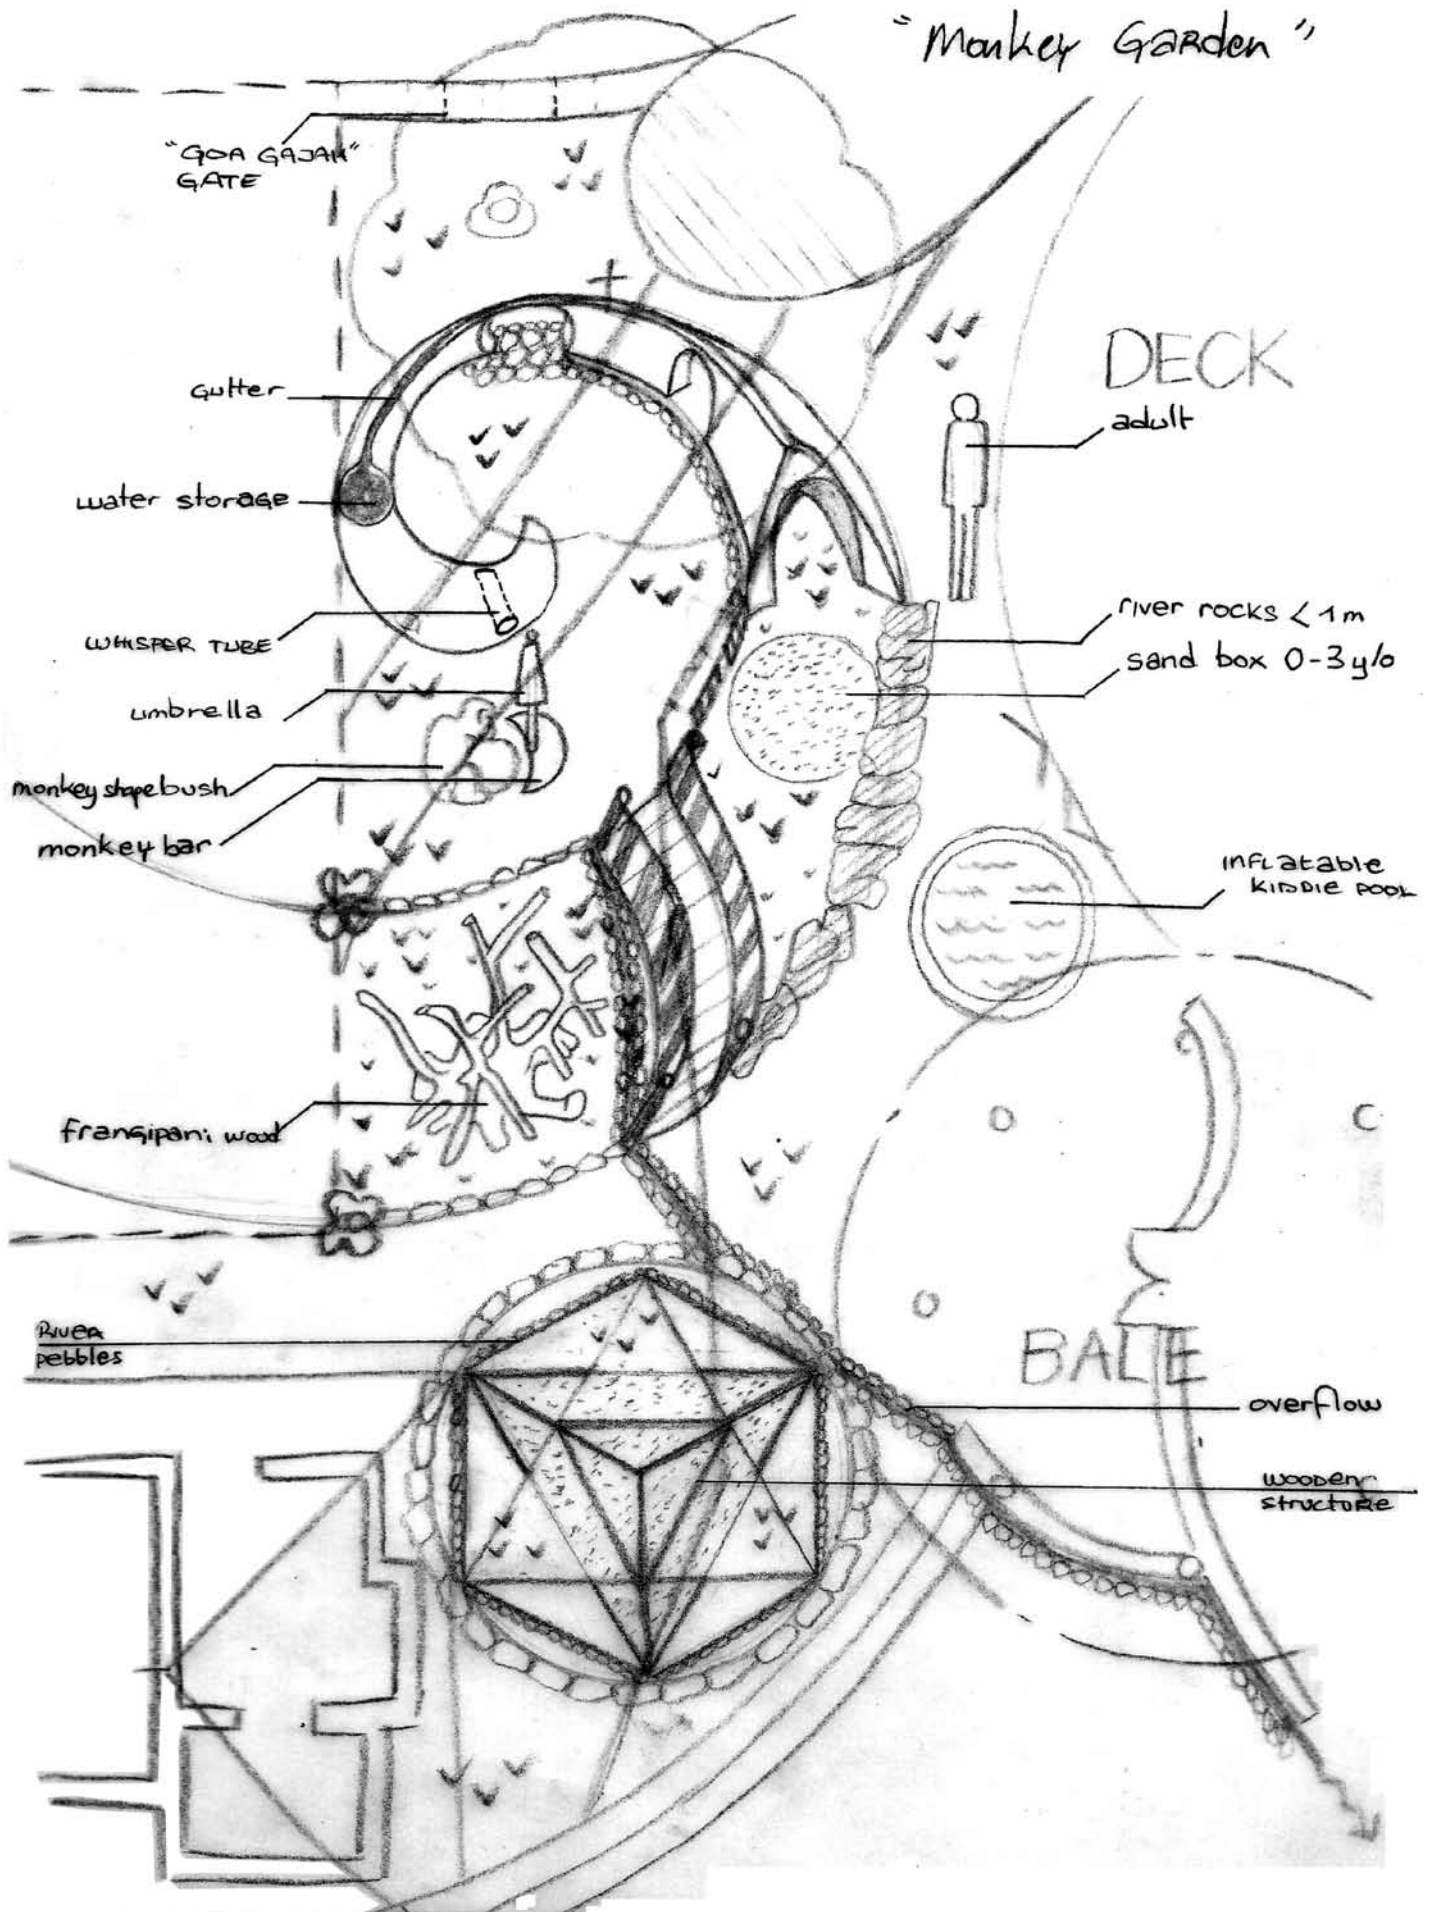 "Monkey Garden"
"GOA GAJAH"
GATE
DECK
Gutter
adult
water storage
river rocks < 1m
WHISPER TUBE
sand box 0-3 y/o
umbrella
monkey shape bush
monkey bar
INFLATABLE
KIDDIE POOL
frangipani wood
RIVER
pebbles
BALE
overflow
WOODEN
STRUCTURE